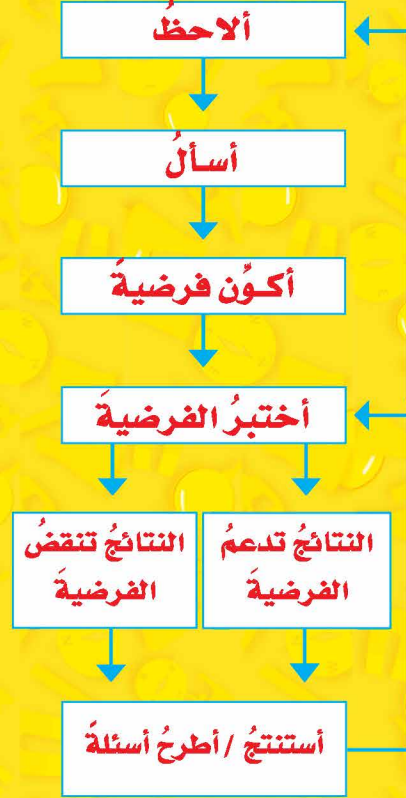 ألاحظُ
أسألُ
أكوِّن فرضيةً
أختبرُ الفرضيةَ
النتائجُ تدعمُ
الفرضيةَ
النتائجُ تنقضُ
الفرضيةَ
أستنتجُ / أطرحُ أسئلةً